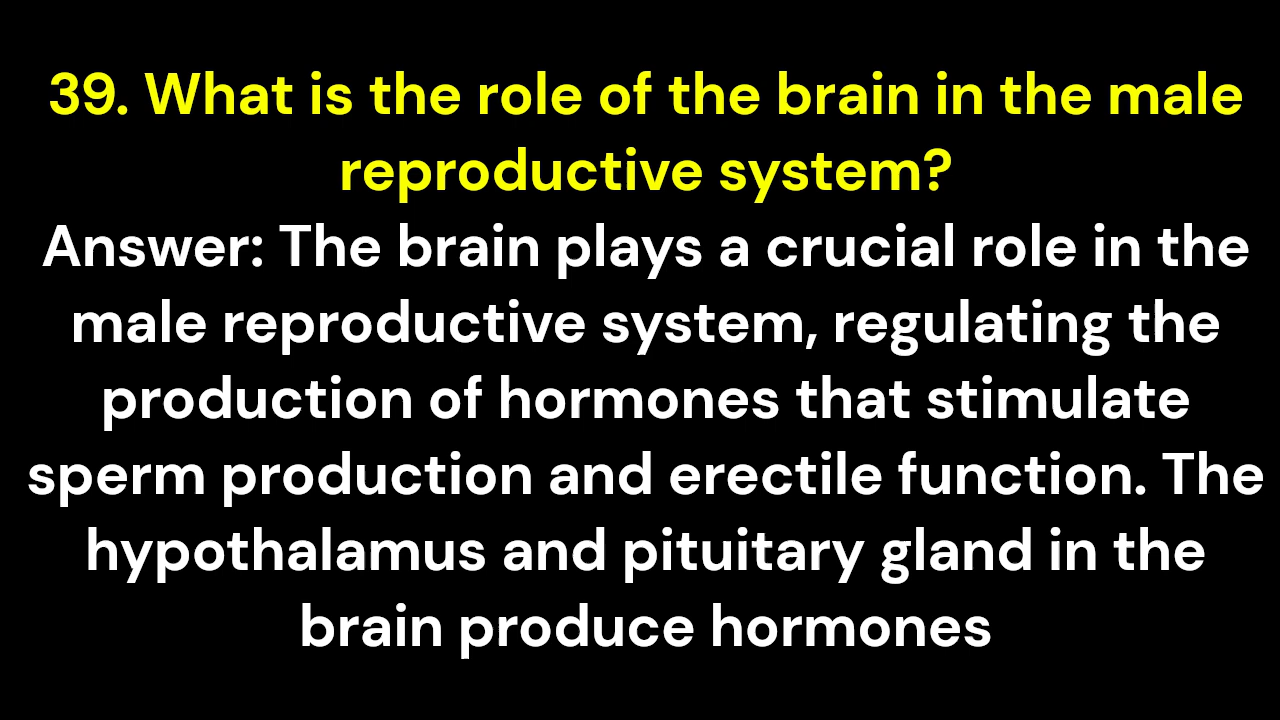 39. What is the role of the brain in the male
reproductive system?
Answer: The brain plays a crucial role in the
male reproductive system, regulating the
production of hormones that stimulate
sperm production and erectile function. The
hypothalamus and pituitary gland in the
brain produce hormones